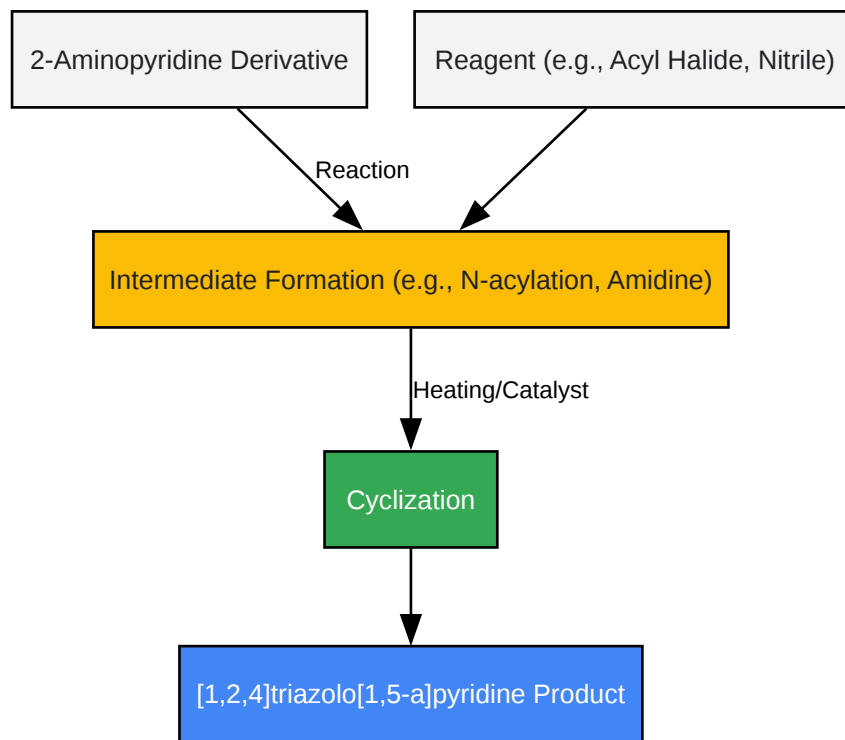 2-Aminopyridine Derivative
Reagent (e.g., Acyl Halide, Nitrile)
Reaction
Intermediate Formation (e.g., N-acylation, Amidine)
Heating/Catalyst
Cyclization
[1,2,4]triazolo[1,5-a]pyridine Product